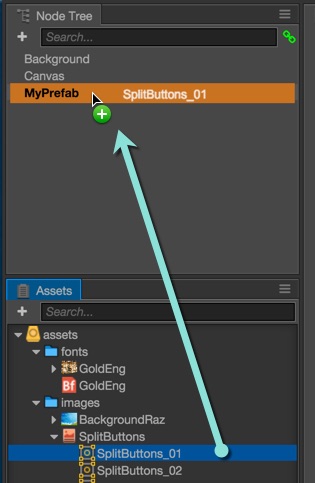 Node Tree
Search...
Background
Canvas
MyPrefab SplitButtons_01
Assets
Search...
assets
fonts
GoldEng
Bf GoldEng
images
BackgroundRaz
SplitButtons
SplitButtons_01
SplitButtons_02